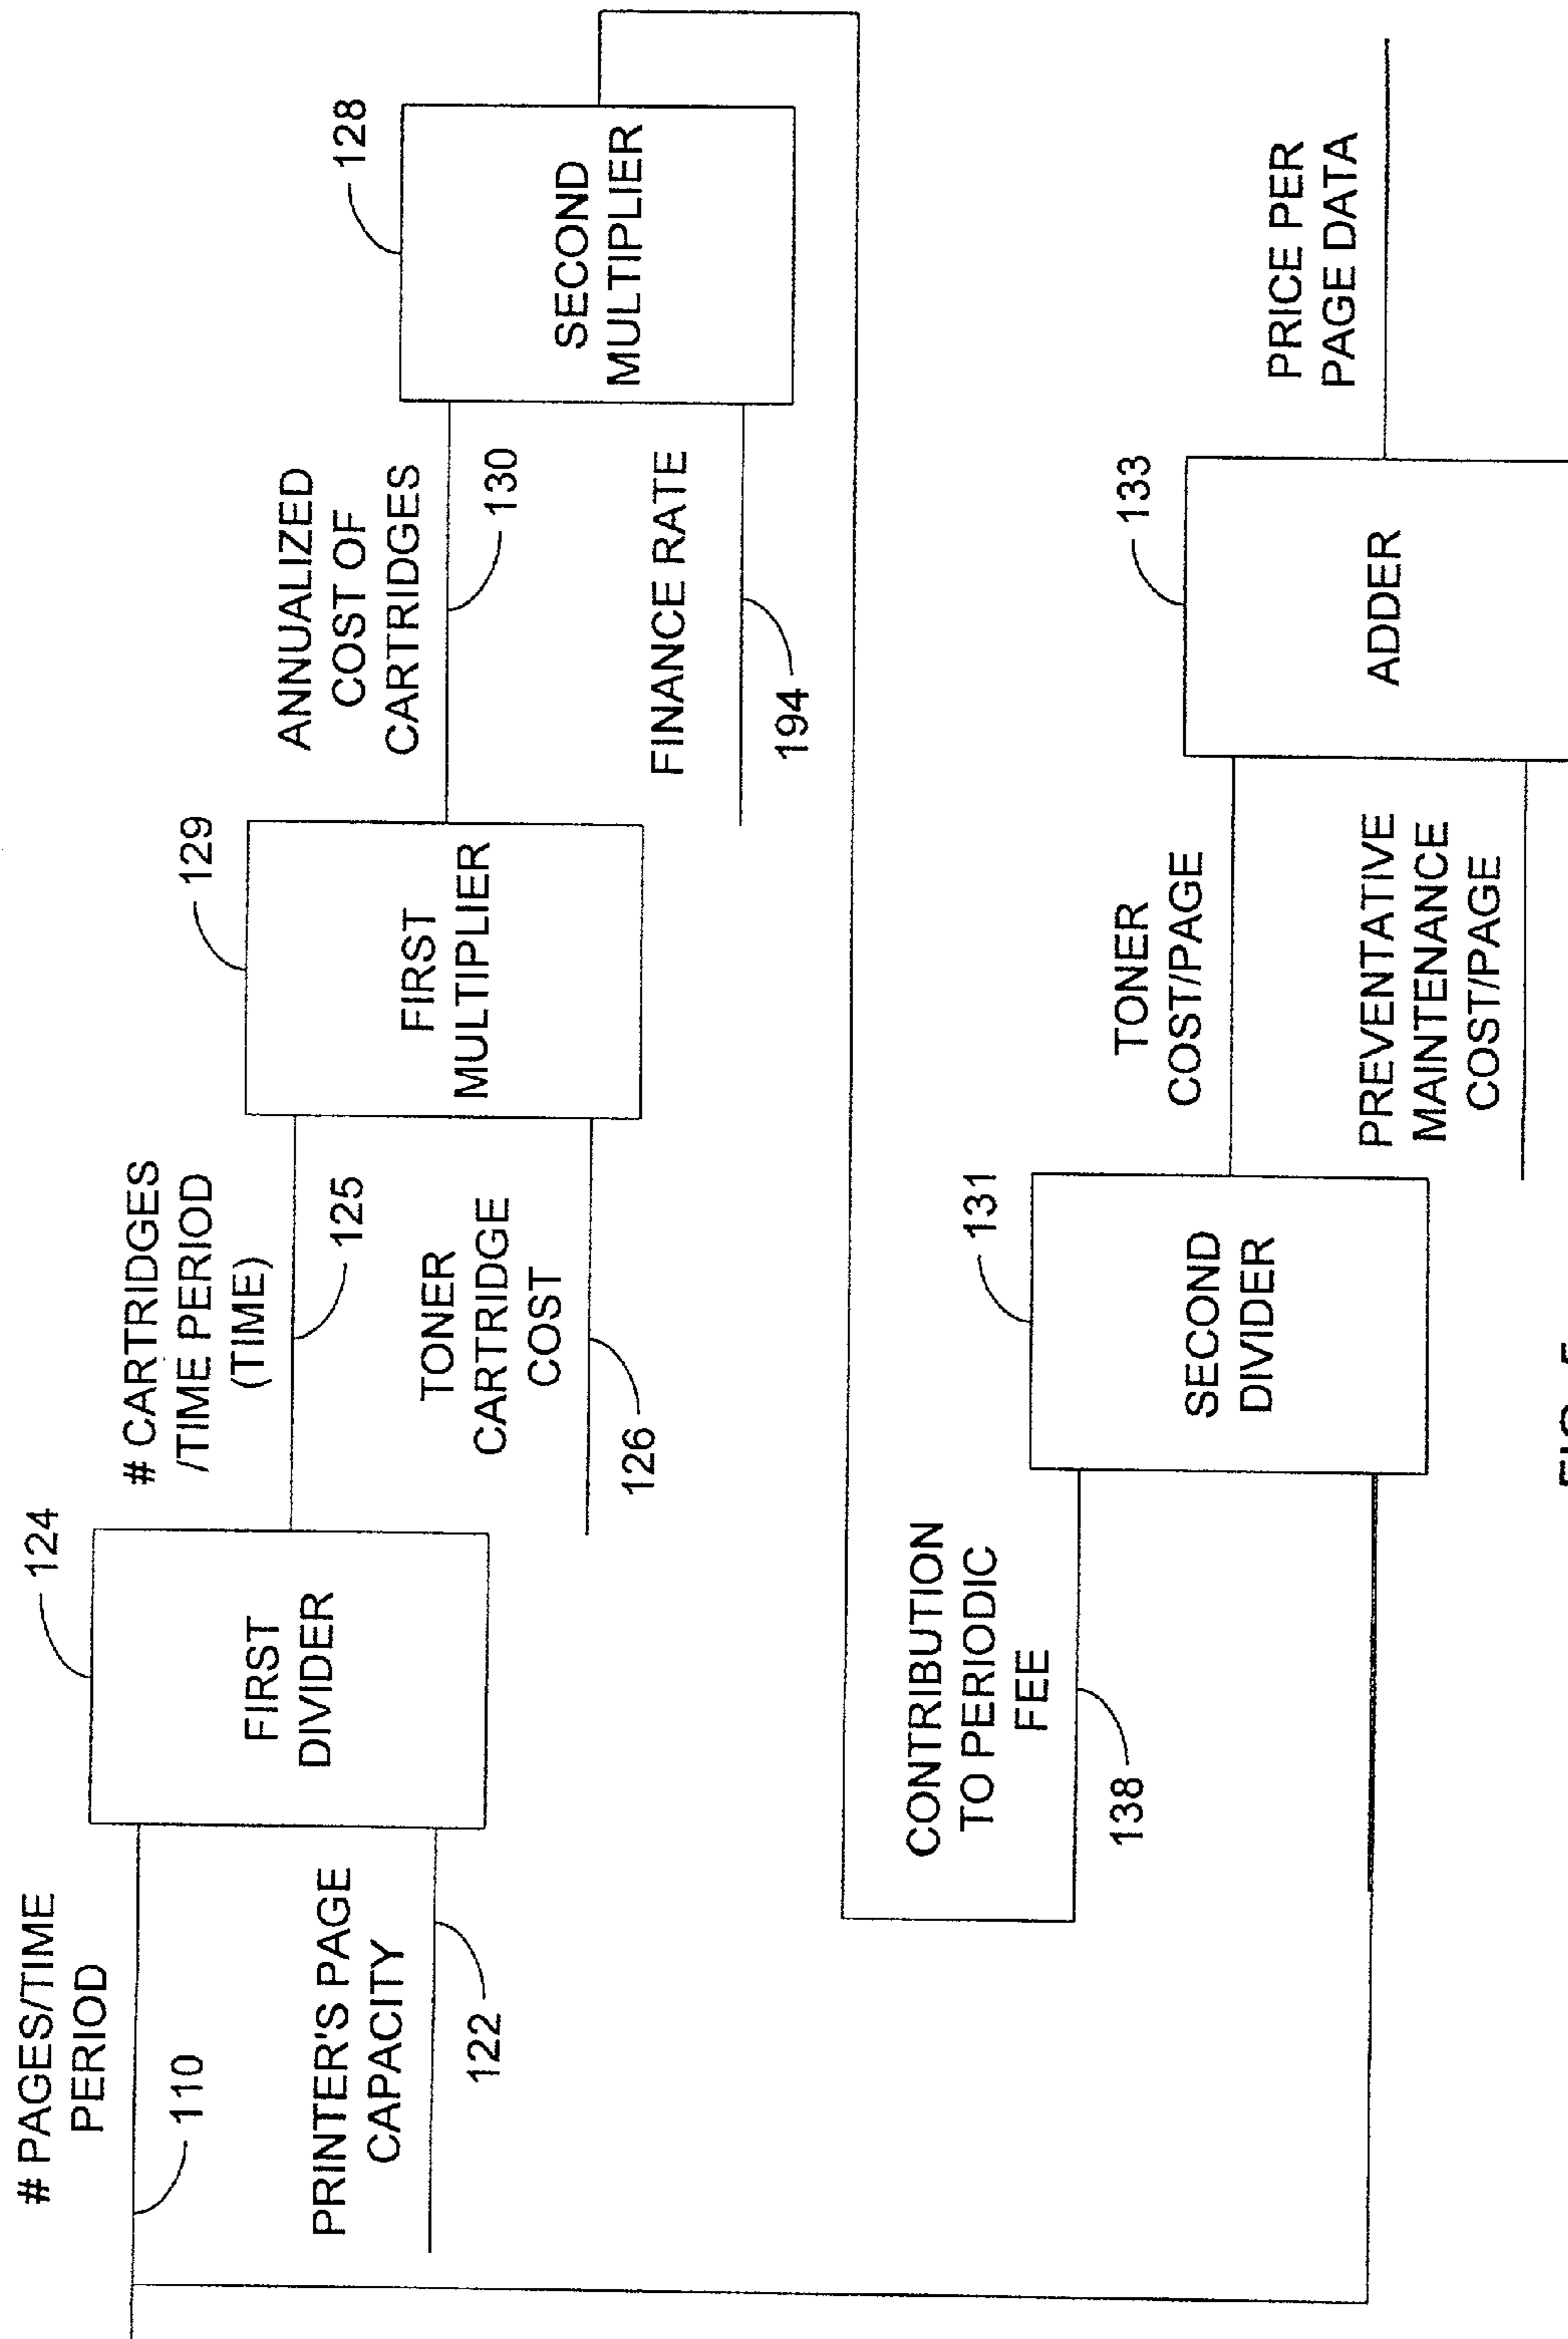 # PAGES/TIME
PERIOD
110
PRINTER'S PAGE
CAPACITY
122
124
FIRST
DIVIDER
# CARTRIDGES
/TIME PERIOD
(TIME)
125
TONER
CARTRIDGE
COST
126
129
FIRST
MULTIPLIER
ANNUALIZED
COST OF
CARTRIDGES
130
FINANCE RATE
194
128
SECOND
MULTIPLIER
CONTRIBUTION
TO PERIODIC
FEE
138
131
SECOND
DIVIDER
TONER
COST/PAGE
PREVENTATIVE
MAINTENANCE
COST/PAGE
133
ADDER
PRICE PER
PAGE DATA